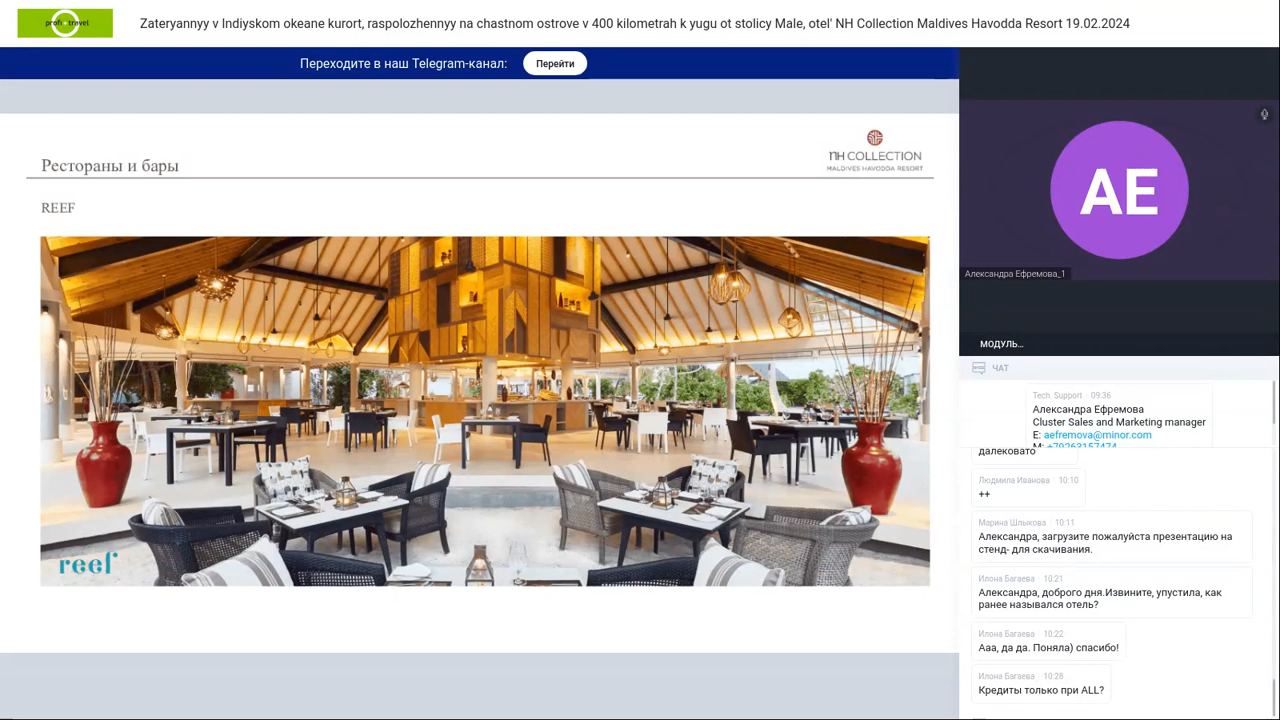 profi travel
Zateryannyy v Indiyskom okeane kurort, raspolozhennyy na otdalennom ostrove v 400 kilometrah k yugu ot stolicy Male, otel' NH Collection Maldives Havodda Resort 19.02.2024
Переходите в наш Telegram-канал:
Перейти
Рестораны и бары
NH COLLECTION
MALDIVES HAVODDA RESORT
REEF
reef
AE
Александра Ефремова_1
МОДУЛЬ...
ЧАТ
Tech Support 09:36
Александра Ефремова
Cluster Sales and Marketing manager
E: aefremova@minor.com
M: +79263157474
далековато
Людмила Иванова 10:10
++
Марина Шлыкова 10:11
Александра, загрузите пожалуйста презентацию на
стенд- для скачивания.
Илона Багаева 10:21
Александра, доброго дня.Извините, упустила, как
ранее назывался отель?
Илона Багаева 10:22
Ааа, да да. Поняла) спасибо!
Илона Багаева 10:28
Кредиты только при ALL?